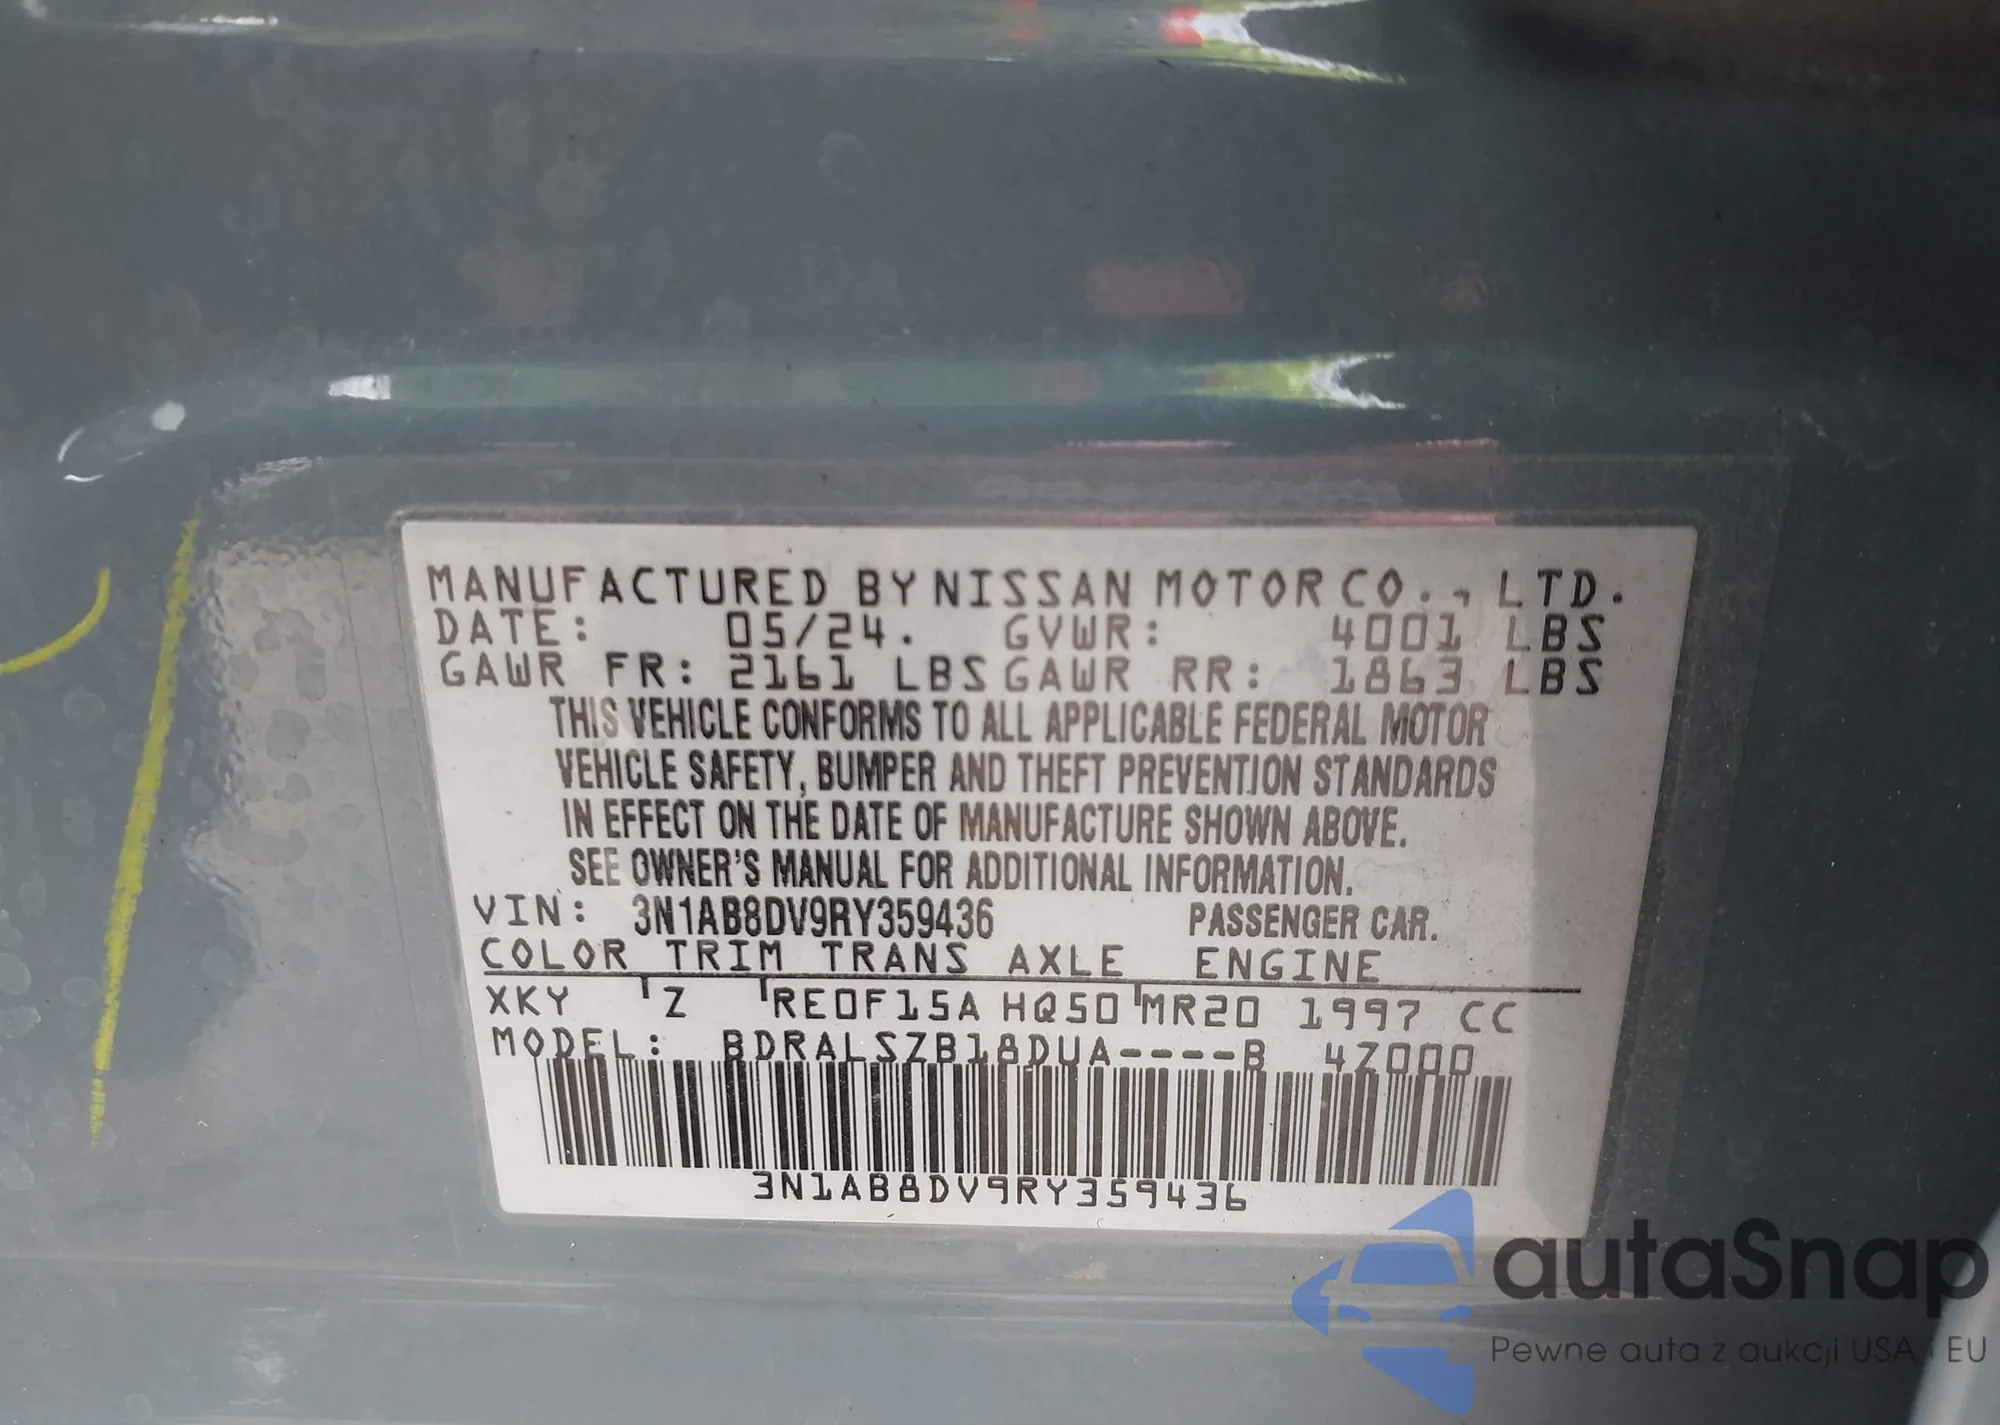 MANUFACTURED BY NISSAN MOTOR CO., LTD.
DATE: 05/24. GVWR: 4001 LBS
GAWR FR: 2161 LBS GAWR RR: 1863 LBS
THIS VEHICLE CONFORMS TO ALL APPLICABLE FEDERAL MOTOR
VEHICLE SAFETY, BUMPER AND THEFT PREVENTION STANDARDS
IN EFFECT ON THE DATE OF MANUFACTURE SHOWN ABOVE.
SEE OWNER'S MANUAL FOR ADDITIONAL INFORMATION.
VIN: 3N1AB8DV9RY359436 PASSENGER CAR.
COLOR TRIM TRANS AXLE ENGINE
XKY Z RE0F15A HQ50 MR20 1997 CC
MODEL: BDRALSZB18DUA----B 4Z000
3N1AB8DV9RY359436
autaSnap
Pewne auta z aukcji USA i EU